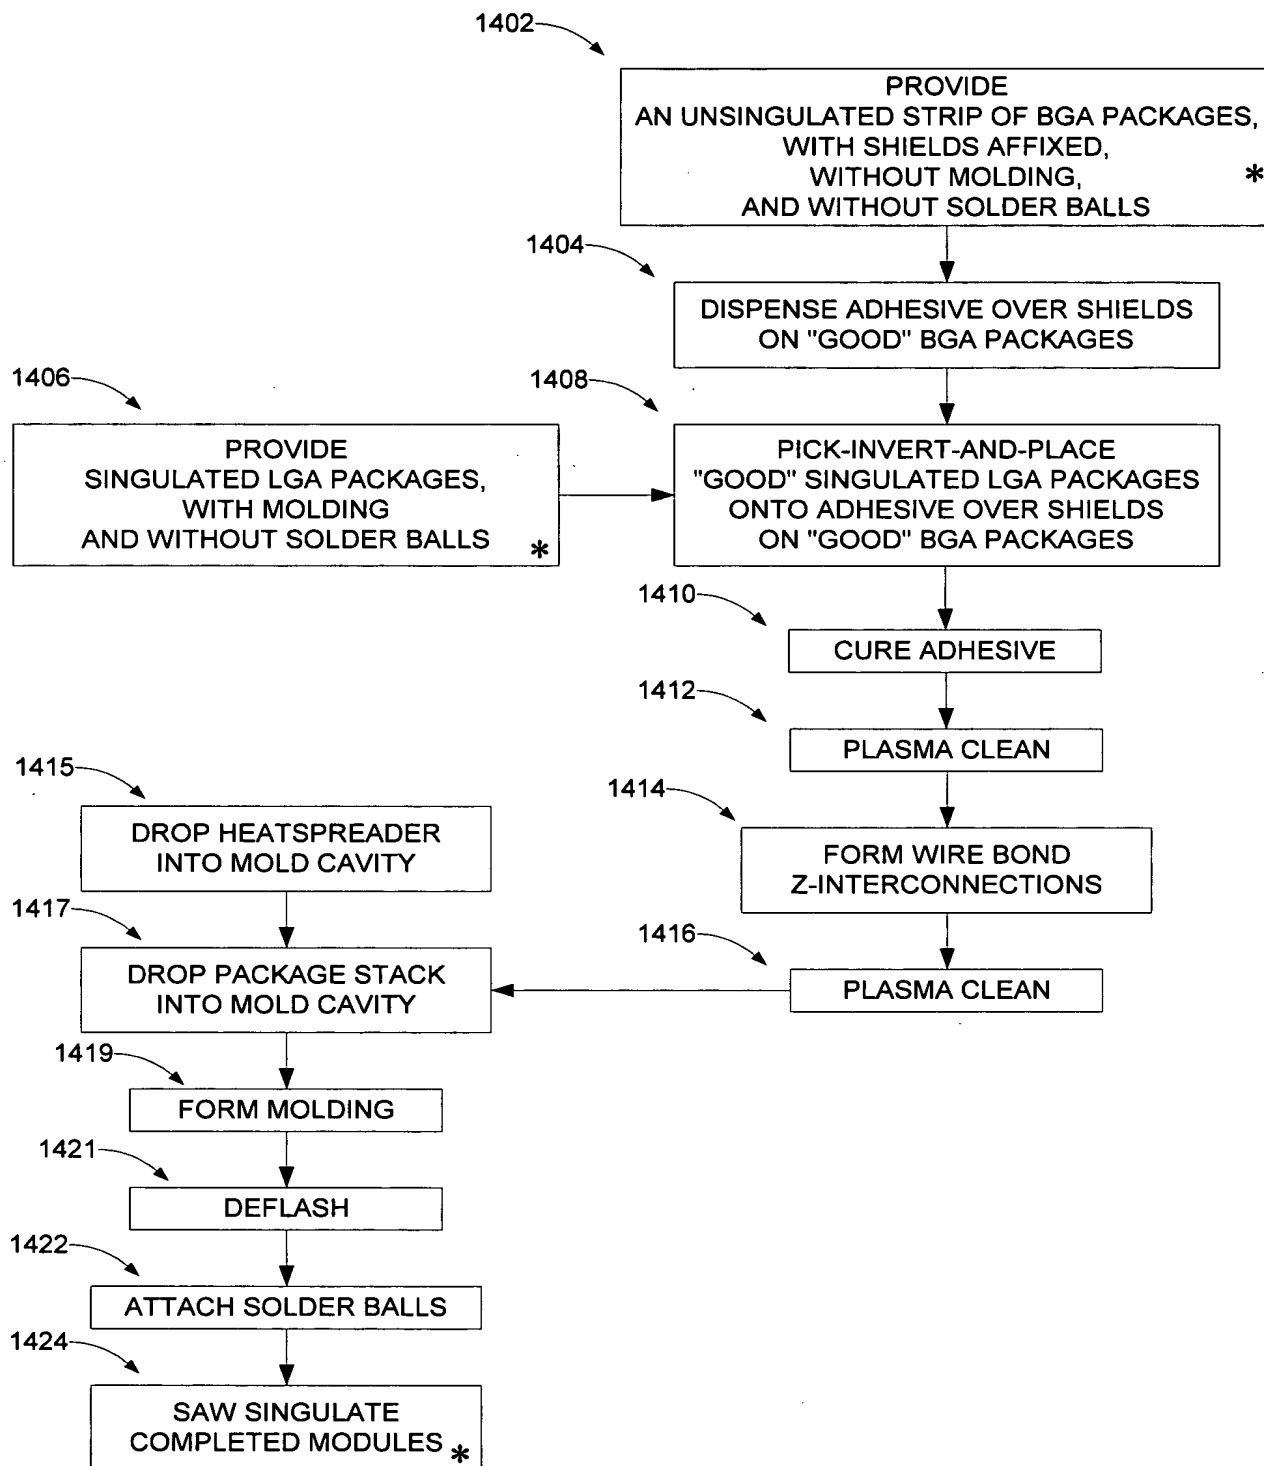 1402
PROVIDE
AN UNSINGULATED STRIP OF BGA PACKAGES,
WITH SHIELDS AFFIXED,
WITHOUT MOLDING,
AND WITHOUT SOLDER BALLS
*
1404
DISPENSE ADHESIVE OVER SHIELDS
ON "GOOD" BGA PACKAGES
1406
PROVIDE
SINGULATED LGA PACKAGES,
WITH MOLDING
AND WITHOUT SOLDER BALLS
*
1408
PICK-INVERT-AND-PLACE
"GOOD" SINGULATED LGA PACKAGES
ONTO ADHESIVE OVER SHIELDS
ON "GOOD" BGA PACKAGES
1410
CURE ADHESIVE
1412
PLASMA CLEAN
1414
FORM WIRE BOND
Z-INTERCONNECTIONS
1416
PLASMA CLEAN
1415
DROP HEATSPREADER
INTO MOLD CAVITY
1417
DROP PACKAGE STACK
INTO MOLD CAVITY
1419
FORM MOLDING
1421
DEFLASH
1422
ATTACH SOLDER BALLS
1424
SAW SINGULATE
COMPLETED MODULES
*